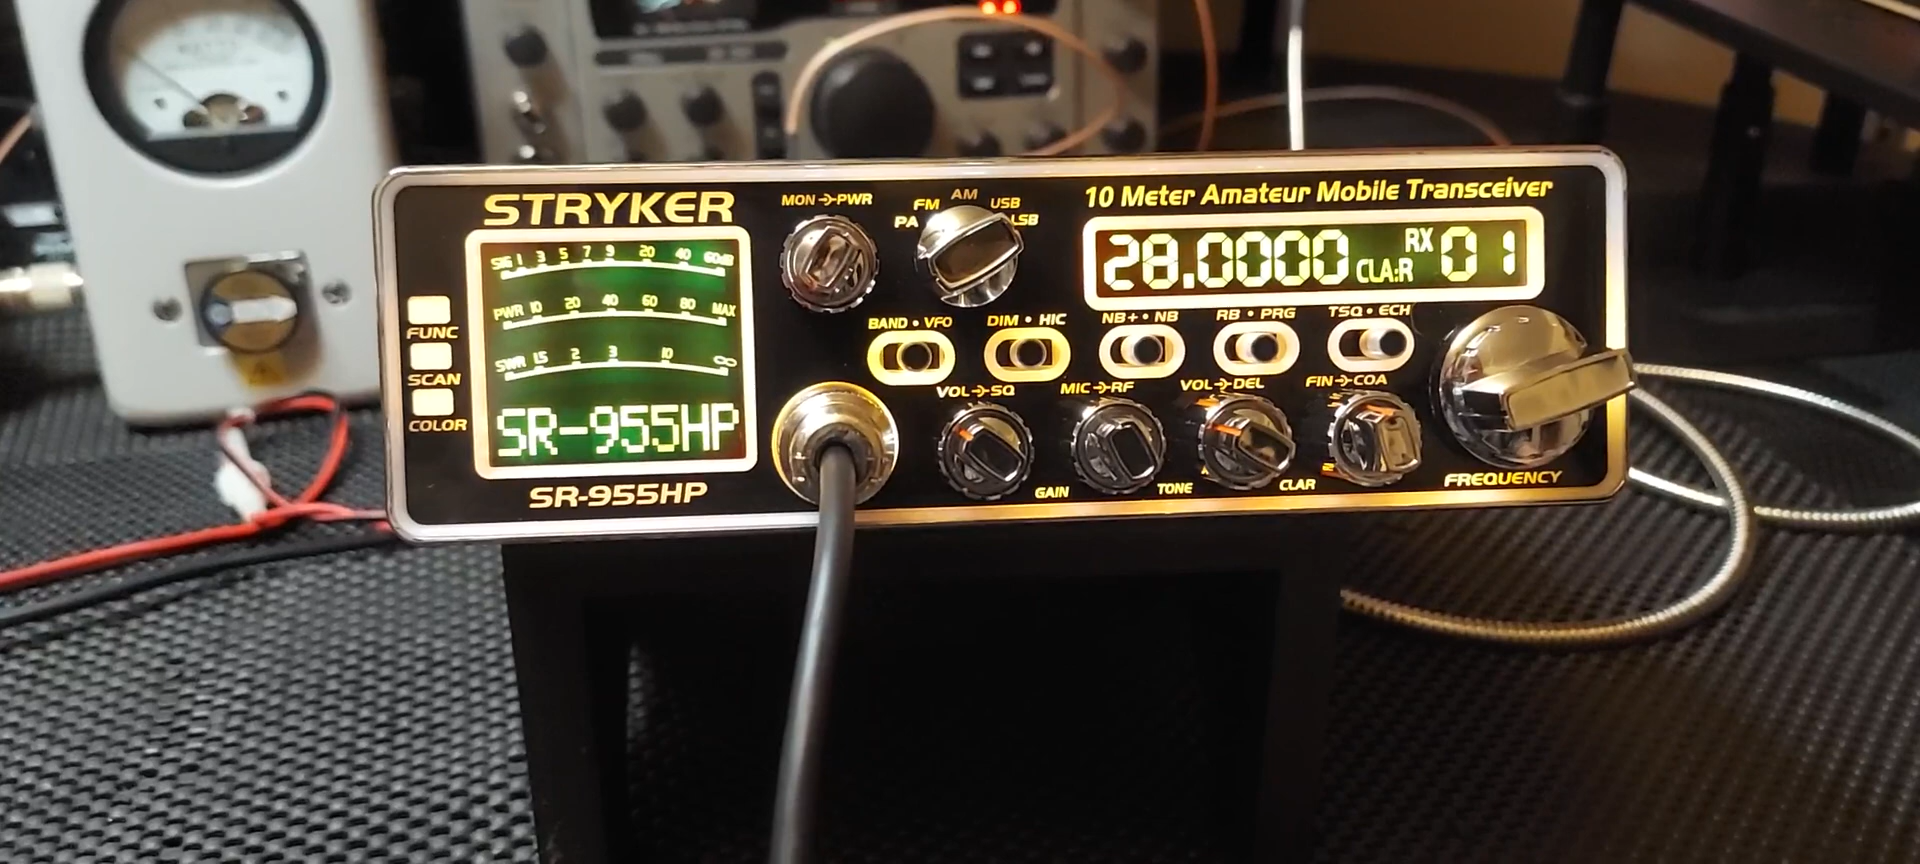 STRYKER
SIG 1 3 5 7 9 20 40 60dB
PWR 10 20 40 60 80 MAX
SWR 1.5 2 3 10 ∞
SR-955HP
SR-955HP
FUNC
SCAN
COLOR
MON→PWR
PA FM AM USB LSB
10 Meter Amateur Mobile Transceiver
28.0000 CLA:R RX 01
BAND • VFO
DIM • HIC
NB+ • NB
RB • PRG
TSQ • ECH
VOL→SQ
MIC→RF
VOL→DEL
FIN→COA
GAIN
TONE
CLAR
FREQUENCY